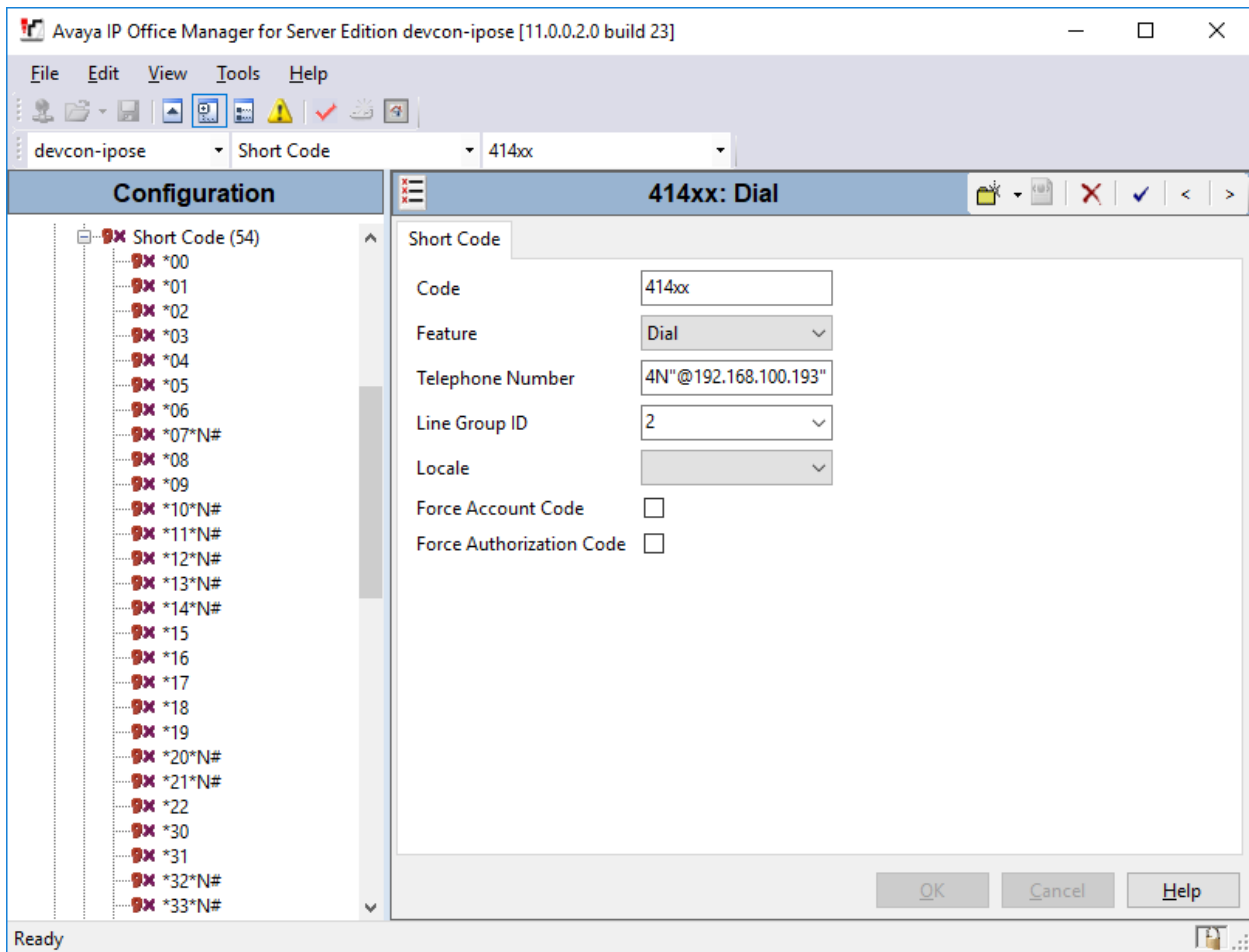 Avaya IP Office Manager for Server Edition devcon-ipose [11.0.0.2.0 build 23]
File Edit View Tools Help
devcon-ipose Short Code 414xx
Configuration
Short Code (54)
*00
*01
*02
*03
*04
*05
*06
*07*N#
*08
*09
*10*N#
*11*N#
*12*N#
*13*N#
*14*N#
*15
*16
*17
*18
*19
*20*N#
*21*N#
*22
*30
*31
*32*N#
*33*N#
414xx: Dial
< >
Short Code
Code 414xx
Feature Dial
Telephone Number 4N"@192.168.100.193"
Line Group ID 2
Locale
Force Account Code
Force Authorization Code
OK Cancel Help
Ready